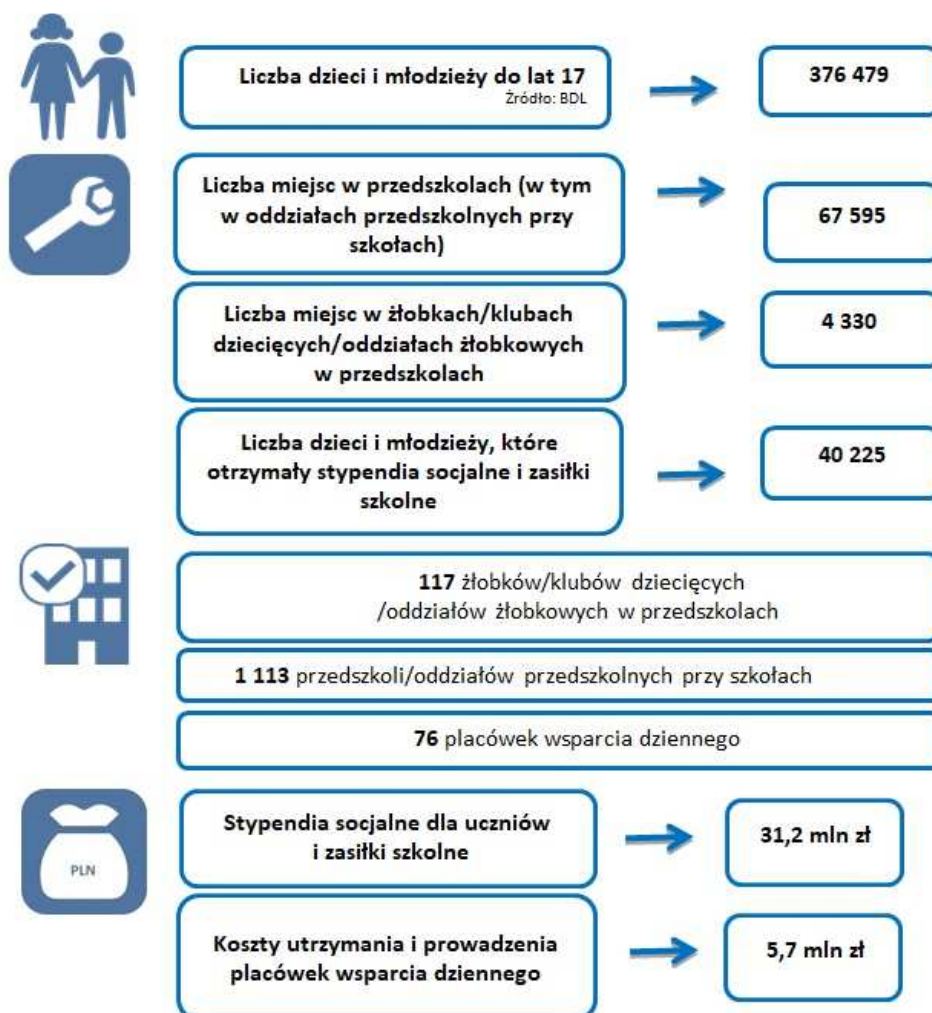 Liczba dzieci i młodzieży do lat 17
Źródło: BDL
376 479
Liczba miejsc w przedszkolach (w tym
w oddziałach przedszkolnych przy
szkołach)
67 595
Liczba miejsc w żłobkach/klubach
dziecięcych/oddziałach żłobkowych
w przedszkolach
4 330
Liczba dzieci i młodzieży, które
otrzymały stypendia socjalne i zasiłki
szkolne
40 225
117 żłobków/klubów dziecięcych
/oddziałów żłobkowych w przedszkolach
1 113 przedszkoli/oddziałów przedszkolnych przy szkołach
76 placówek wsparcia dziennego
PLN
Stypendia socjalne dla uczniów
i zasiłki szkolne
31,2 mln zł
Koszty utrzymania i prowadzenia
placówek wsparcia dziennego
5,7 mln zł